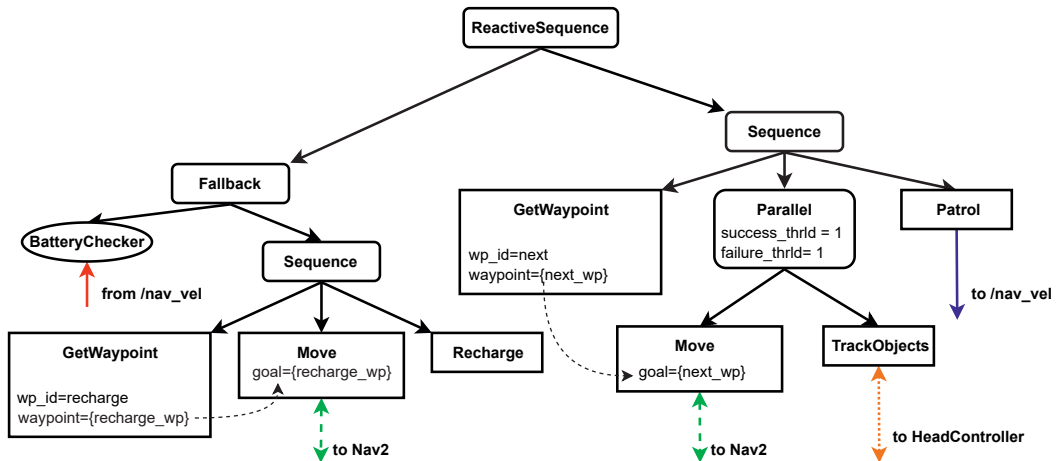 ReactiveSequence
Sequence
Fallback
GetWaypoint
wp_id=next
waypoint={next_wp}
Parallel
success_thrld = 1
failure_thrld= 1
Patrol
BatteryChecker
Sequence
from /nav_vel
to /nav_vel
GetWaypoint
wp_id=recharge
waypoint={recharge_wp}
Move
goal={recharge_wp}
Recharge
Move
goal={next_wp}
TrackObjects
to Nav2
to Nav2
to HeadController